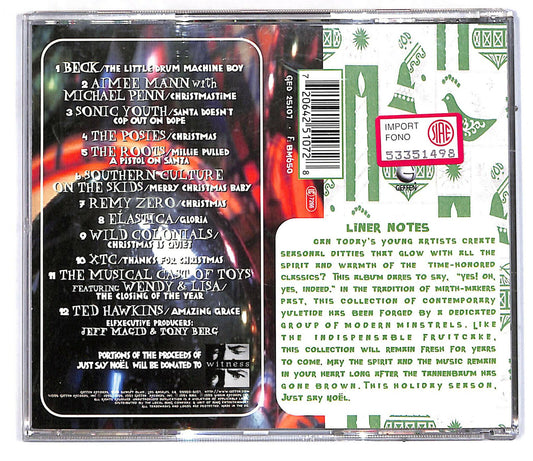 1 BECK/THE LITTLE DRUM MACHINE BOY
2 AIMEE MANN WITH
MICHAEL PENN/CHRISTMASTIME
3 SONIC YOUTH/SANTA DOESN'T
COP OUT ON DOPE
4 THE POSIES/CHRISTMAS
5 THE ROOTS/MILLIE PULLED
A PISTOL ON SANTA
6 SOUTHERN CULTURE
ON THE SKIDS/MERRY CHRISTMAS BABY
7 REMY ZERO/CHRISTMAS
8 ELASTICA/GLORIA
9 WILD COLONIALS/
CHRISTMAS IS QUIET
10 XTC/THANKS FOR CHRISTMAS
11 THE MUSICAL CAST OF TOYS
FEATURING WENDY & LISA/
THE CLOSING OF THE YEAR
12 TED HAWKINS/AMAZING GRACE
ELFXECUTIVE PRODUCERS:
JEFF MAGID & TONY BERG
PORTIONS OF THE PROCEEDS OF
JUST SAY NOËL WILL BE DONATED TO
witness
7 20642 51072 8
GED 25107
IMPORT
FONO
SIAE
53351498
GEFFEN
LINER NOTES
CAN TODAY'S YOUNG ARTISTS CREATE
SEASONAL DITTIES THAT GLOW WITH ALL THE
SPIRIT AND WARMTH OF THE TIME-HONORED
CLASSICS? THIS ALBUM DARES TO SAY, "YES! OH,
YES, INDEED." IN THE TRADITION OF MIRTH-MAKERS
PAST, THIS COLLECTION OF CONTEMPORARY
YULETIDE HAS BEEN FORGED BY A DEDICATED
GROUP OF MODERN MINSTRELS. LIKE
THE INDISPENSABLE FRUITCAKE,
THIS COLLECTION WILL REMAIN FRESH FOR YEARS
TO COME. MAY THE SPIRIT AND THE MUSIC REMAIN
IN YOUR HEART LONG AFTER THE TANNENBAUM HAS
GONE BROWN. THIS HOLIDAY SEASON,
JUST SAY NOËL.